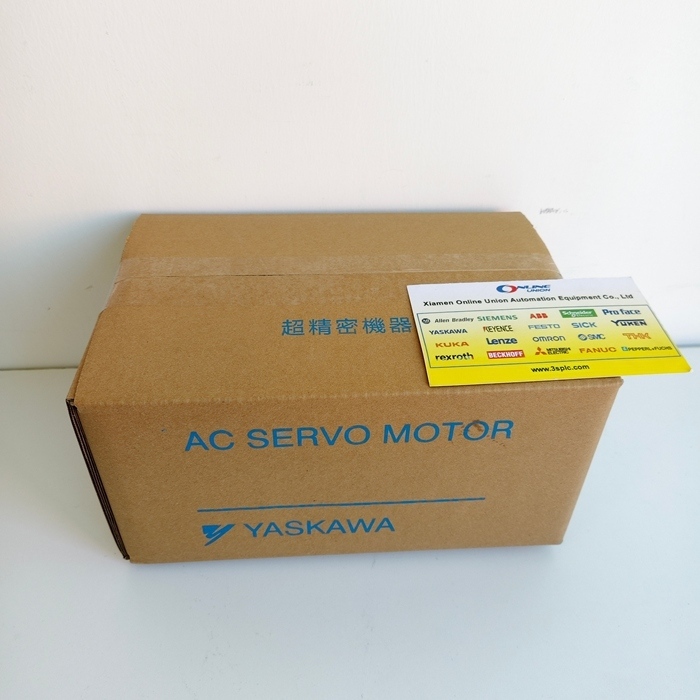 超精密機器
AC SERVO MOTOR
YASKAWA
ONLINE
UNION
Xiamen Online Union Automation Equipment Co., Ltd
Allen Bradley SIEMENS ABB Schneider Pro face
YASKAWA KEYENCE FESTO SICK YUKEN
KUKA Lenze OMRON SMC THK
rexroth BECKHOFF MITSUBISHI ELECTRIC FANUC PEPPERL+FUCHS
www.3splc.com